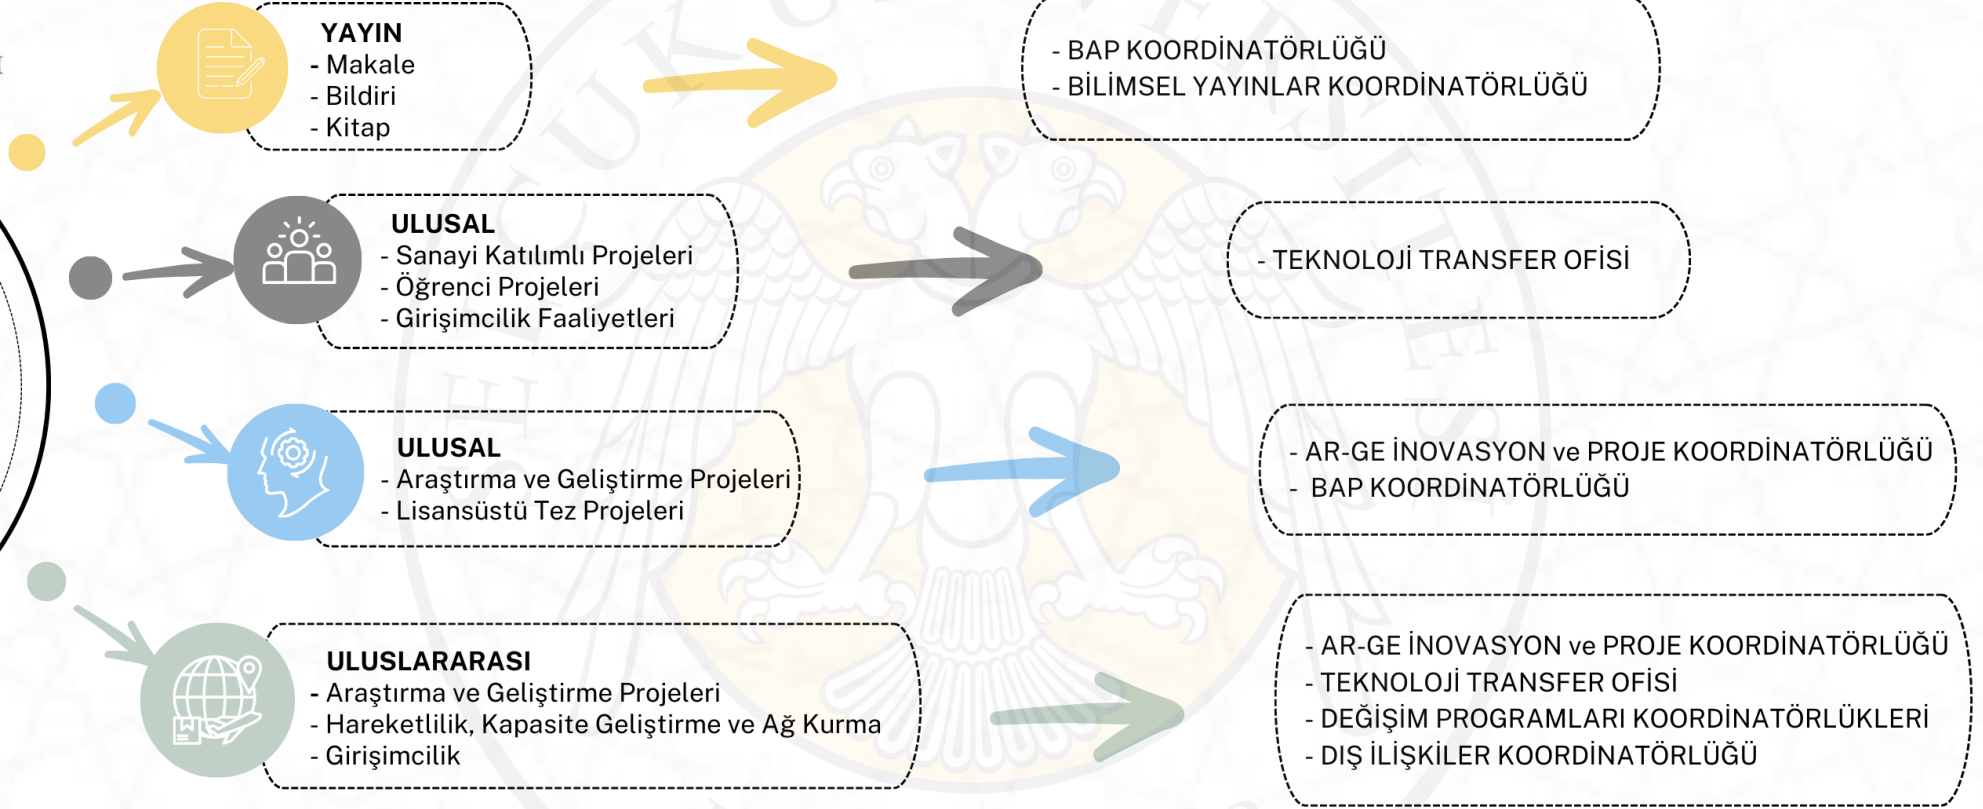 YAYIN
- Makale
- Bildiri
- Kitap
- BAP KOORDİNATÖRLÜĞÜ
- BİLİMSEL YAYINLAR KOORDİNATÖRLÜĞÜ
ULUSAL
- Sanayi Katılımlı Projeleri
- Öğrenci Projeleri
- Girişimcilik Faaliyetleri
- TEKNOLOJİ TRANSFER OFİSİ
ULUSAL
- Araştırma ve Geliştirme Projeleri
- Lisansüstü Tez Projeleri
- AR-GE İNOVASYON ve PROJE KOORDİNATÖRLÜĞÜ
- BAP KOORDİNATÖRLÜĞÜ
ULUSLARARASI
- Araştırma ve Geliştirme Projeleri
- Hareketlilik, Kapasite Geliştirme ve Ağ Kurma
- Girişimcilik
- AR-GE İNOVASYON ve PROJE KOORDİNATÖRLÜĞÜ
- TEKNOLOJİ TRANSFER OFİSİ
- DEĞİŞİM PROGRAMLARI KOORDİNATÖRLÜKLERİ
- DIŞ İLİŞKİLER KOORDİNATÖRLÜĞÜ